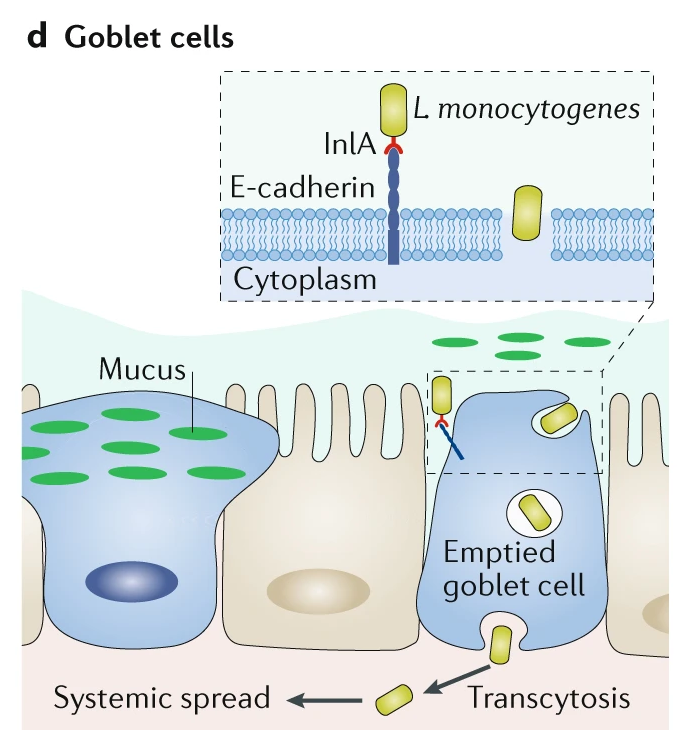 d Goblet cells
L. monocytogenes
InlA
E-cadherin
Cytoplasm
Mucus
Emptied
goblet cell
Systemic spread
Transcytosis